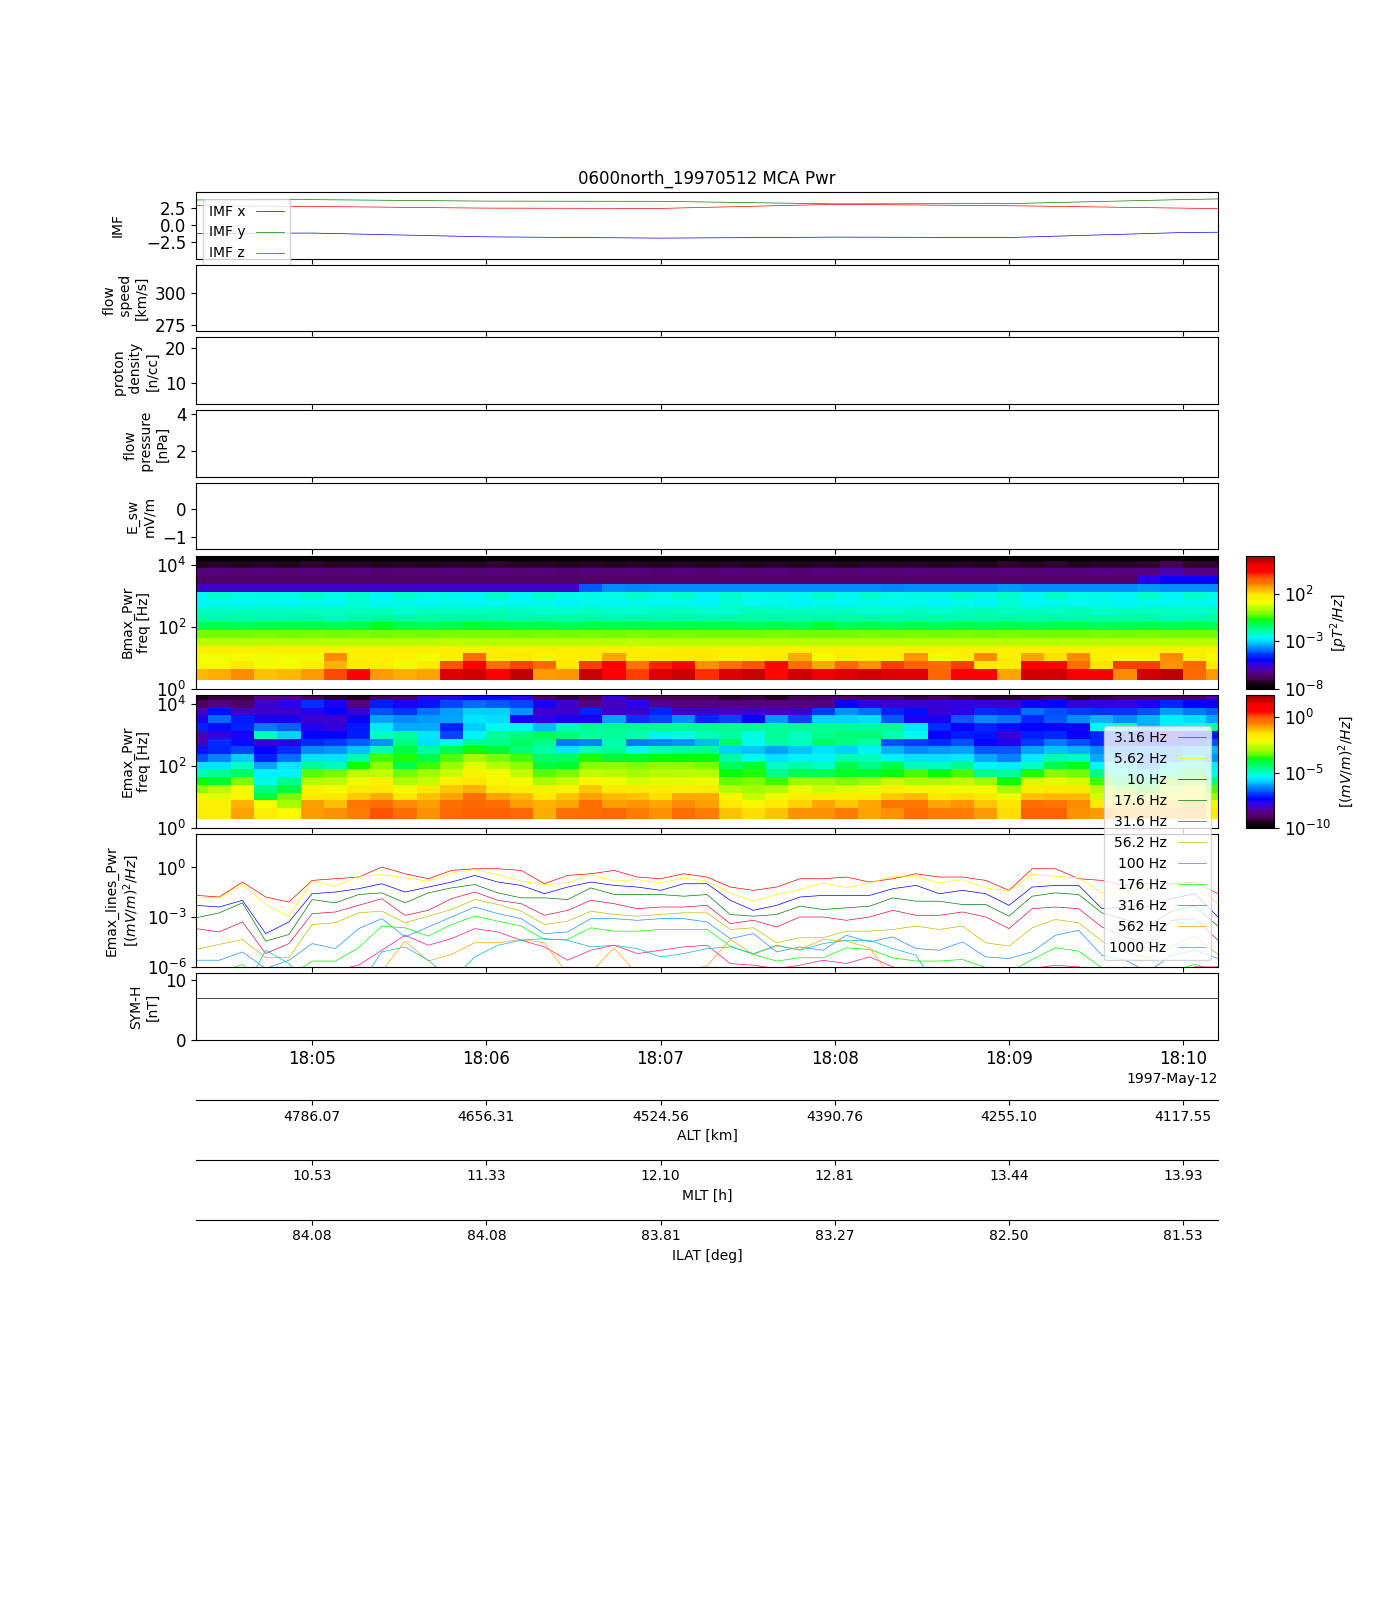 0600north_19970512 MCA Pwr
IMF
2.5
0.0
−2.5
IMF x
IMF y
IMF z
flow
speed
[km/s]
300
275
proton
density
[n/cc]
20
10
flow
pressure
[nPa]
4
2
E_sw
mV/m
0
−1
Bmax_Pwr
freq [Hz]
10^4
10^2
10^0
10^2
10^−3
10^−8
[pT^2/Hz]
Emax_Pwr
freq [Hz]
10^4
10^2
10^0
10^0
10^−5
10^−10
[(mV/m)^2/Hz]
3.16 Hz
5.62 Hz
10 Hz
17.6 Hz
31.6 Hz
56.2 Hz
100 Hz
176 Hz
316 Hz
562 Hz
1000 Hz
Emax_lines_Pwr
[(mV/m)^2/Hz]
10^0
10^−3
10^−6
SYM-H
[nT]
10
0
18:05 18:06 18:07 18:08 18:09 18:10
1997-May-12
4786.07 4656.31 4524.56 4390.76 4255.10 4117.55
ALT [km]
10.53 11.33 12.10 12.81 13.44 13.93
MLT [h]
84.08 84.08 83.81 83.27 82.50 81.53
ILAT [deg]